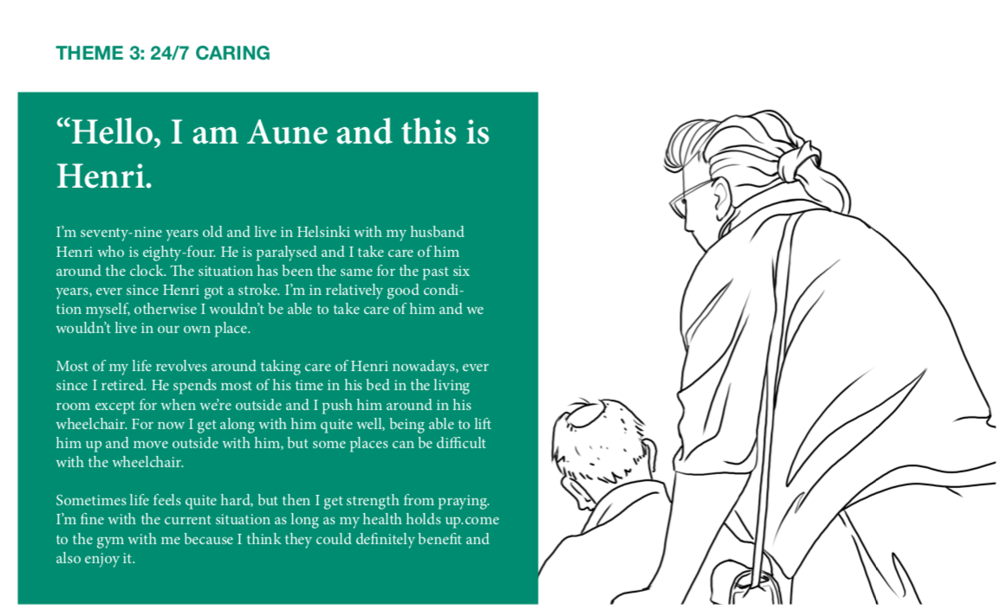 THEME 3: 24/7 CARING
“Hello, I am Aune and this is
Henri.
I’m seventy-nine years old and live in Helsinki with my husband
Henri who is eighty-four. He is paralysed and I take care of him
around the clock. The situation has been the same for the past six
years, ever since Henri got a stroke. I’m in relatively good condi-
tion myself, otherwise I wouldn’t be able to take care of him and we
wouldn’t live in our own place.
Most of my life revolves around taking care of Henri nowadays, ever
since I retired. He spends most of his time in his bed in the living
room except for when we’re outside and I push him around in his
wheelchair. For now I get along with him quite well, being able to lift
him up and move outside with him, but some places can be difficult
with the wheelchair.
Sometimes life feels quite hard, but then I get strength from praying.
I’m fine with the current situation as long as my health holds up.come
to the gym with me because I think they could definitely benefit and
also enjoy it.